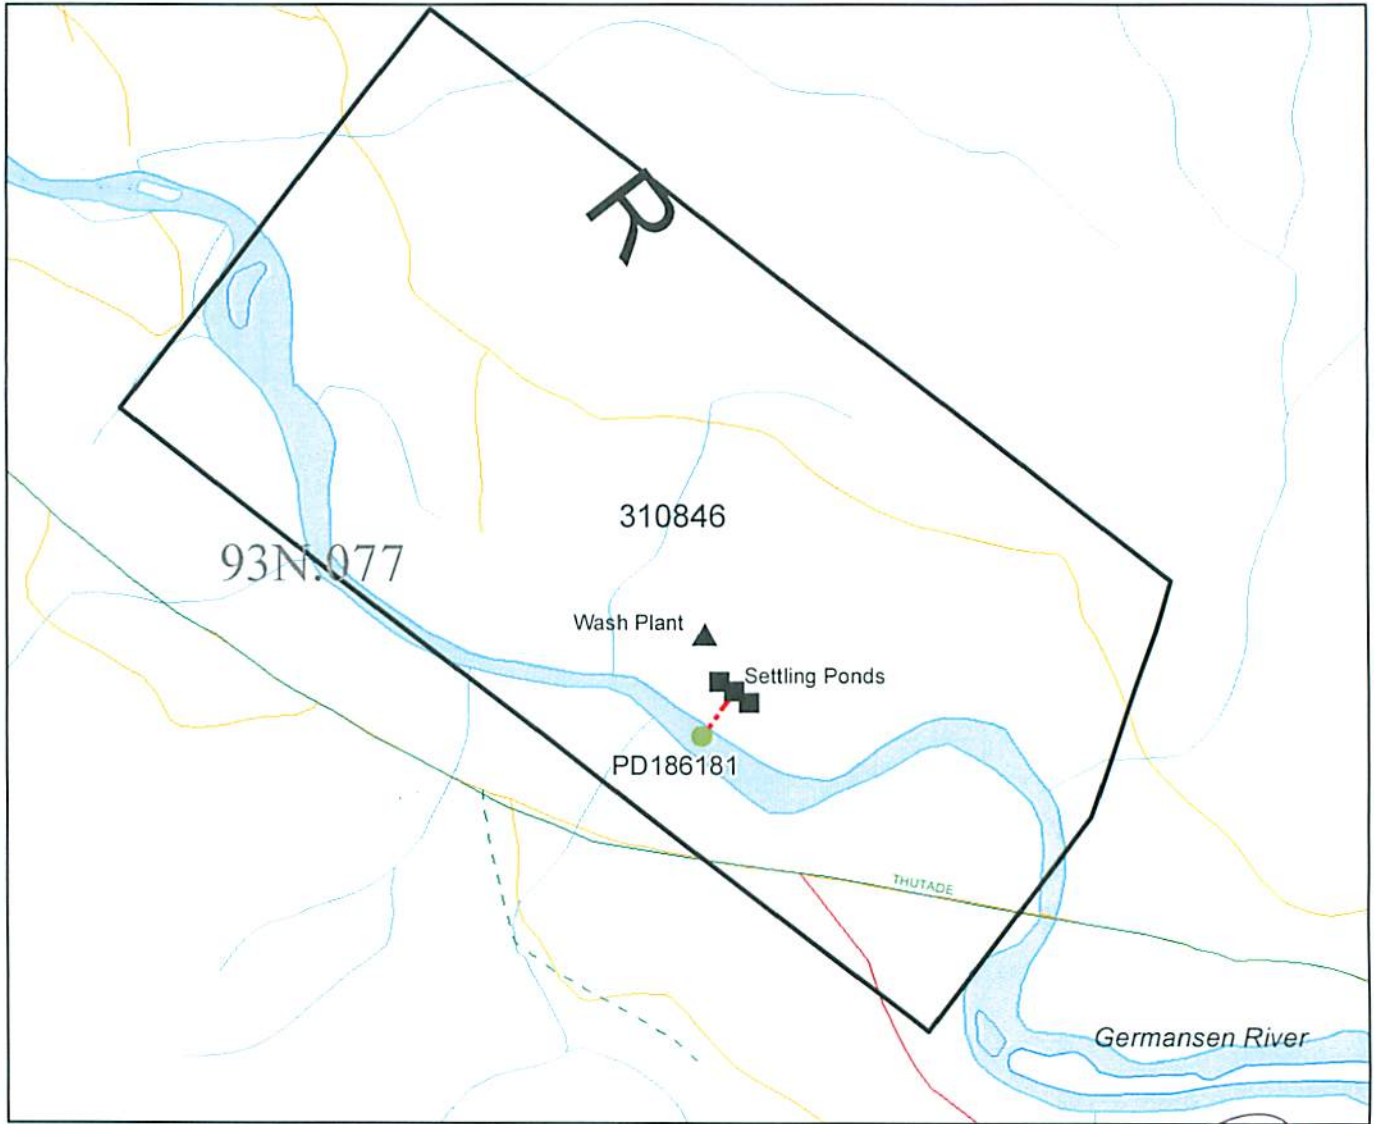 R
310846
93N.077
Wash Plant
Settling Ponds
PD186181
THUTADE
Germansen River